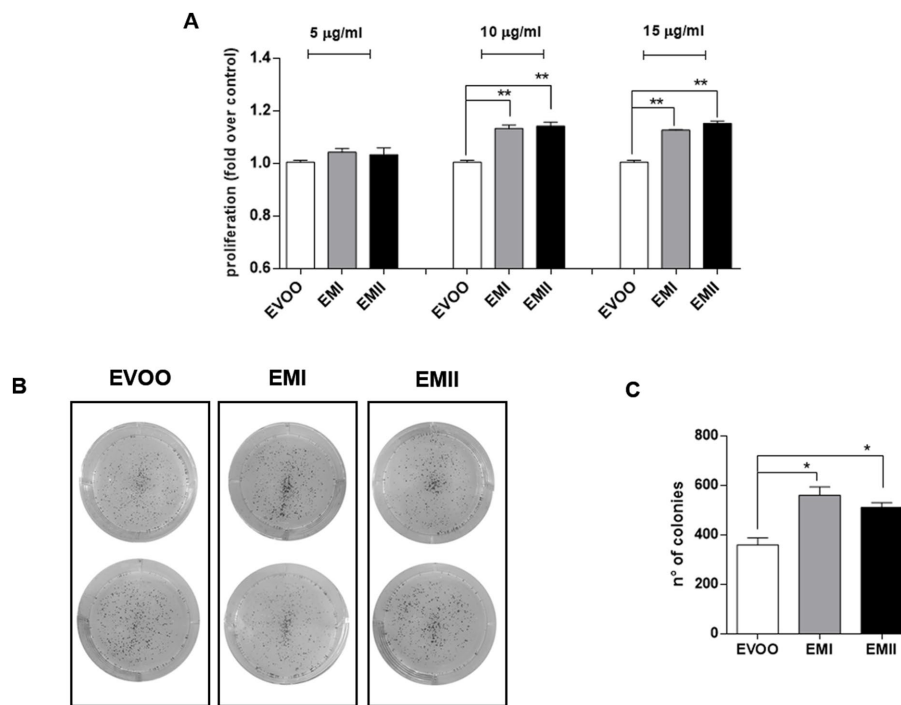 A
5 µg/ml 10 µg/ml 15 µg/ml
proliferation (fold over control)
1.4
1.2
1.0
0.8
0.6
** **
** **
EVOO EMI EMII EVOO EMI EMII EVOO EMI EMII
B
EVOO EMI EMII
C
n° of colonies
800
600
400
200
0
* *
EVOO EMI EMII